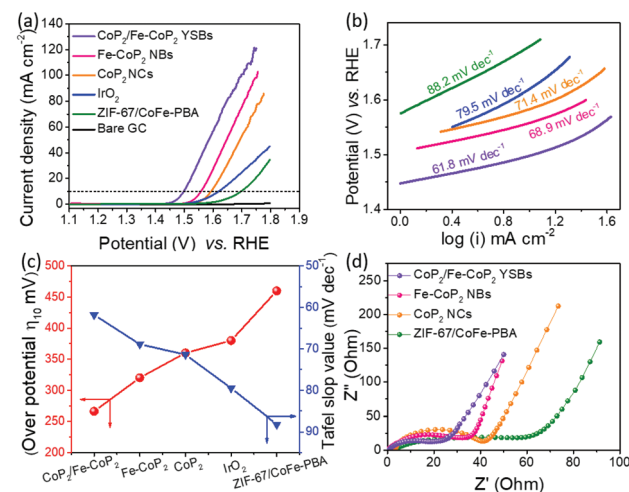 (a)
CoP₂/Fe-CoP₂ YSBs
Fe-CoP₂ NBs
CoP₂ NCs
IrO₂
ZIF-67/CoFe-PBA
Bare GC
Current density (mA cm⁻²)
140
120
100
80
60
40
20
0
1.1 1.2 1.3 1.4 1.5 1.6 1.7 1.8 1.9
Potential (V) vs. RHE
(b)
Potential (V) vs. RHE
1.7
1.6
1.5
1.4
88.2 mV dec⁻¹
79.5 mV dec⁻¹
71.4 mV dec⁻¹
68.9 mV dec⁻¹
61.8 mV dec⁻¹
0.0 0.4 0.8 1.2 1.6
log (i) mA cm⁻²
(c)
(Over potential η₁₀ mV)
500
450
400
350
300
250
200
50
60
70
80
90
Tafel slop value (mV dec⁻¹)
CoP₂/Fe-CoP₂
Fe-CoP₂
CoP₂
IrO₂
ZIF-67/CoFe-PBA
(d)
CoP₂/Fe-CoP₂ YSBs
Fe-CoP₂ NBs
CoP₂ NCs
ZIF-67/CoFe-PBA
Z" (Ohm)
300
250
200
150
100
50
0
0 20 40 60 80 100
Z' (Ohm)